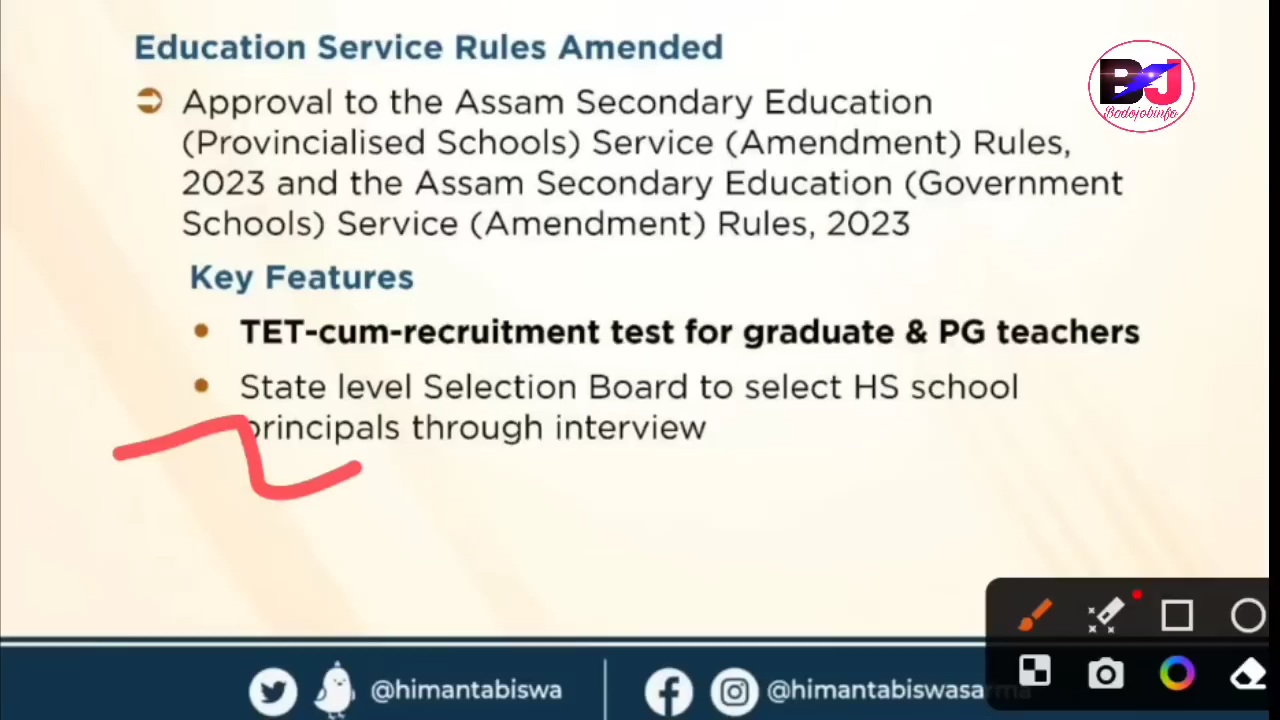 Education Service Rules Amended
Approval to the Assam Secondary Education
(Provincialised Schools) Service (Amendment) Rules,
2023 and the Assam Secondary Education (Government
Schools) Service (Amendment) Rules, 2023
Key Features
TET-cum-recruitment test for graduate & PG teachers
State level Selection Board to select HS school
principals through interview
@himantabiswa
@himantabiswasarma
BJ
Bodojobinfo